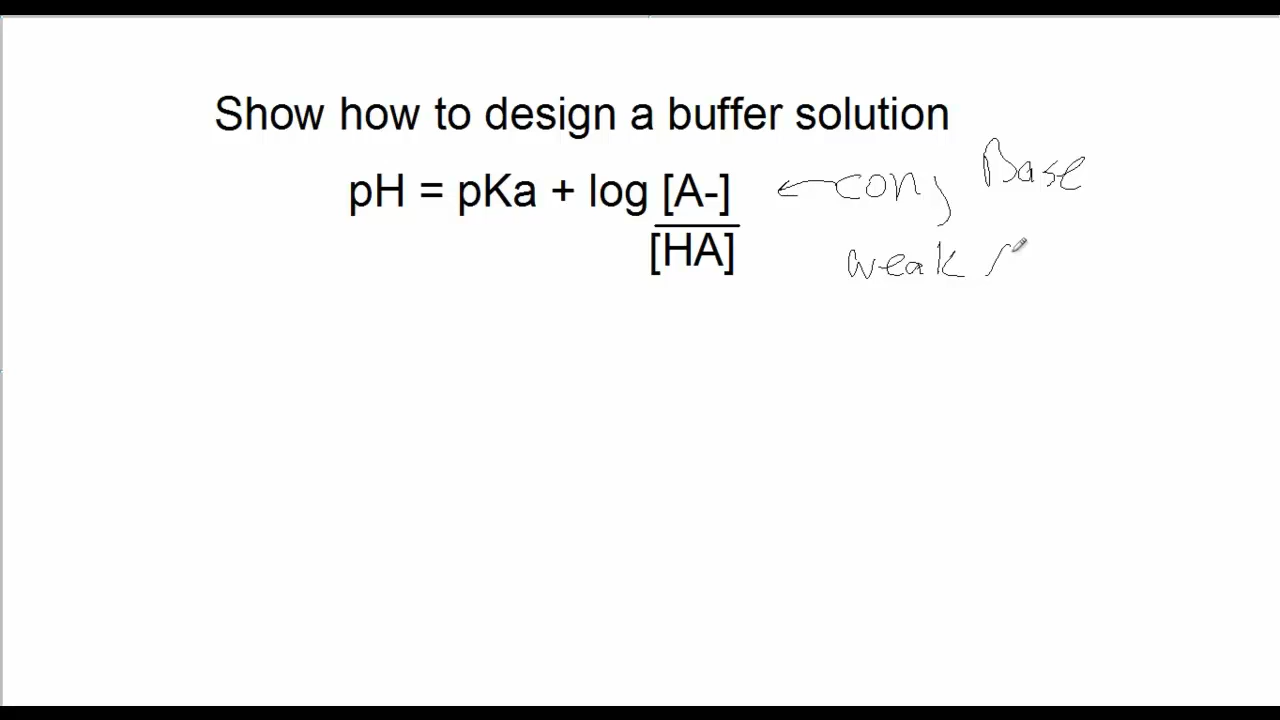 Show how to design a buffer solution
pH = pKa + log [A-] ← conj Base
[HA] weak